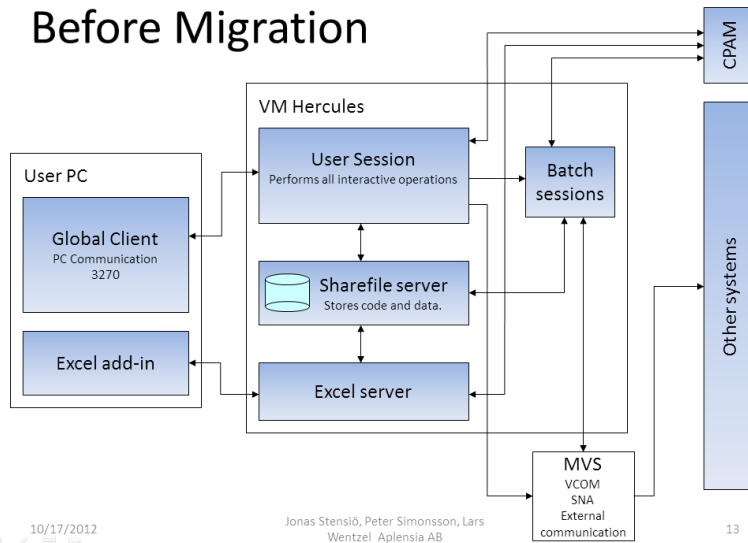 Before Migration
CPAM
VM Hercules
User Session
Performs all interactive operations
Batch
sessions
User PC
Global Client
PC Communication
3270
Sharefile server
Stores code and data.
Other systems
Excel add-in
Excel server
MVS
VCOM
SNA
External
communication
10/17/2012
Jonas Stensiö, Peter Simonsson, Lars
Wentzel Aplensia AB
13